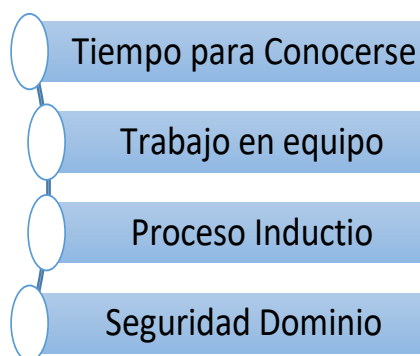 Tiempo para Conocerse
Trabajo en equipo
Proceso Inductio
Seguridad Dominio